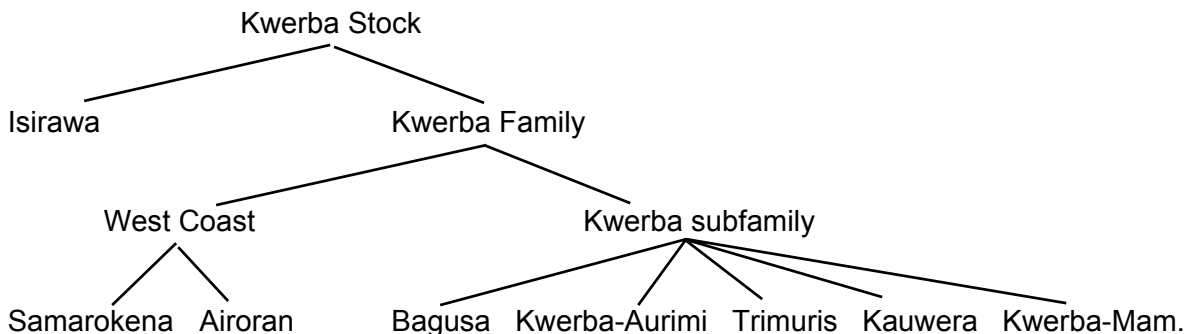 Kwerba Stock
Isirawa Kwerba Family
West Coast Kwerba subfamily
Samarokena Airoran Bagusa Kwerba-Aurimi Trimuris Kauwera Kwerba-Mam.